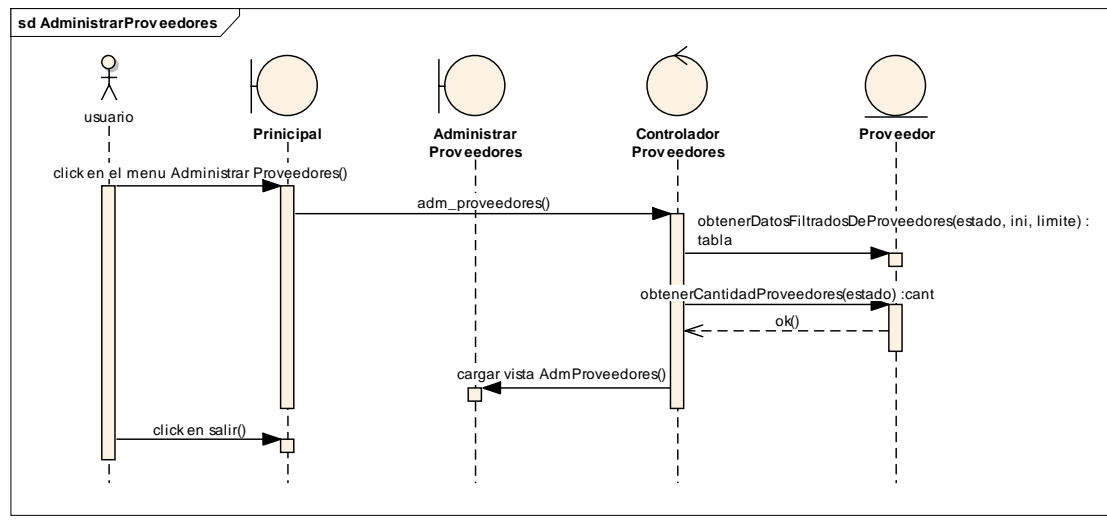 sd AdministrarProveedores
usuario
Prinicipal
Administrar
Proveedores
Controlador
Proveedores
Proveedor
click en el menu Administrar Proveedores()
adm_proveedores()
obtenerDatosFiltradosDeProveedores(estado, ini, limite) :
tabla
obtenerCantidadProveedores(estado) :cant
ok()
cargar vista AdmProveedores()
click en salir()